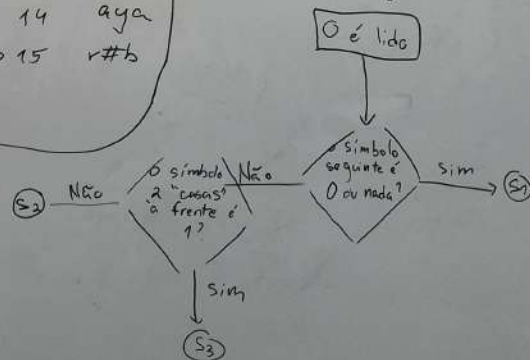 14 aya
15 r#b
O é lido
o símbolo
seguinte é
0 ou nada?
Sim
S1
Não
o símbolo
2 "casas"
à frente é
1?
Não
S2
Sim
S3